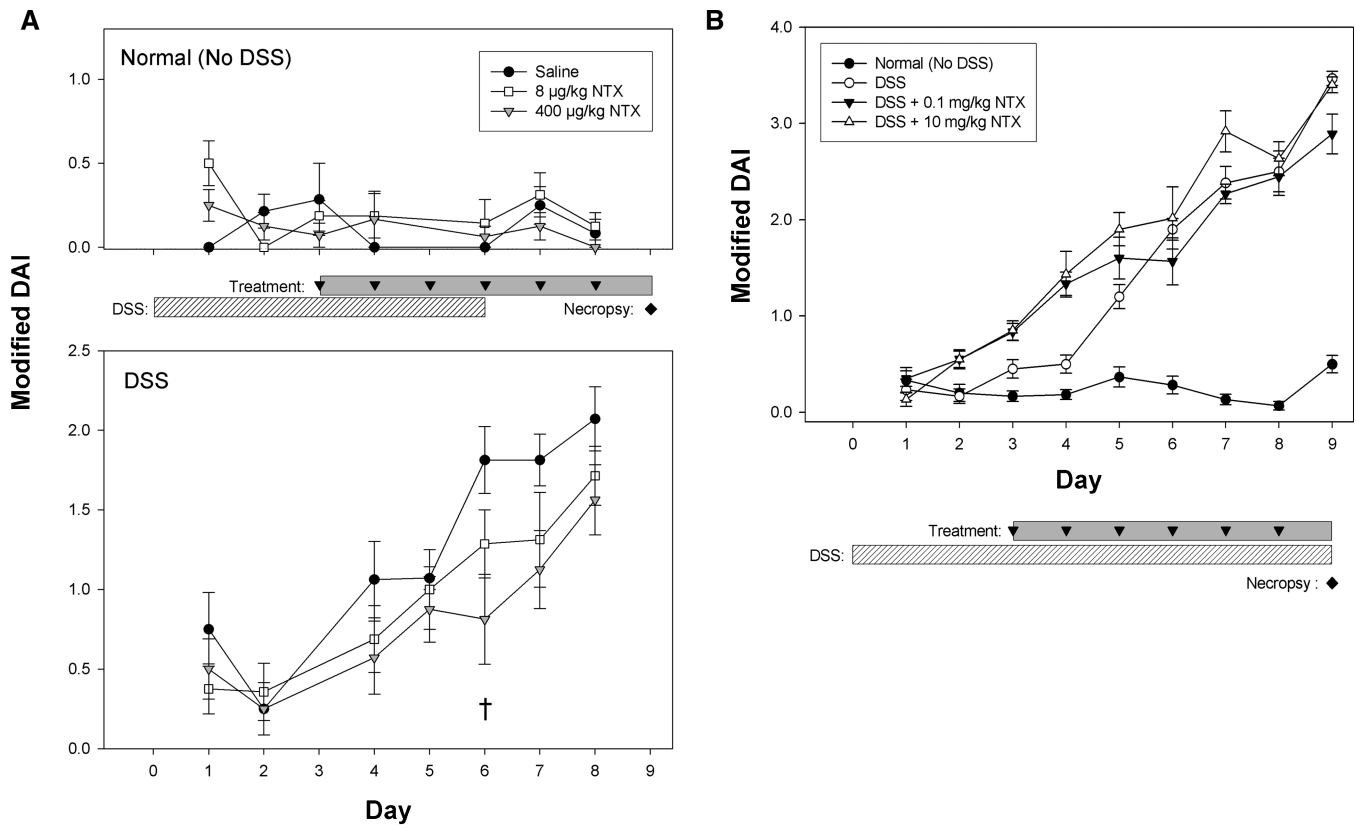 A
Modified DAI
Normal (No DSS)
1.0
0.5
0.0
Saline
8 µg/kg NTX
400 µg/kg NTX
Treatment:
DSS:
Necropsy:
DSS
2.5
2.0
1.5
1.0
0.5
0.0
†
0 1 2 3 4 5 6 7 8 9
Day
B
Modified DAI
4.0
3.0
2.0
1.0
0.0
Normal (No DSS)
DSS
DSS + 0.1 mg/kg NTX
DSS + 10 mg/kg NTX
0 1 2 3 4 5 6 7 8 9
Day
Treatment:
DSS:
Necropsy :